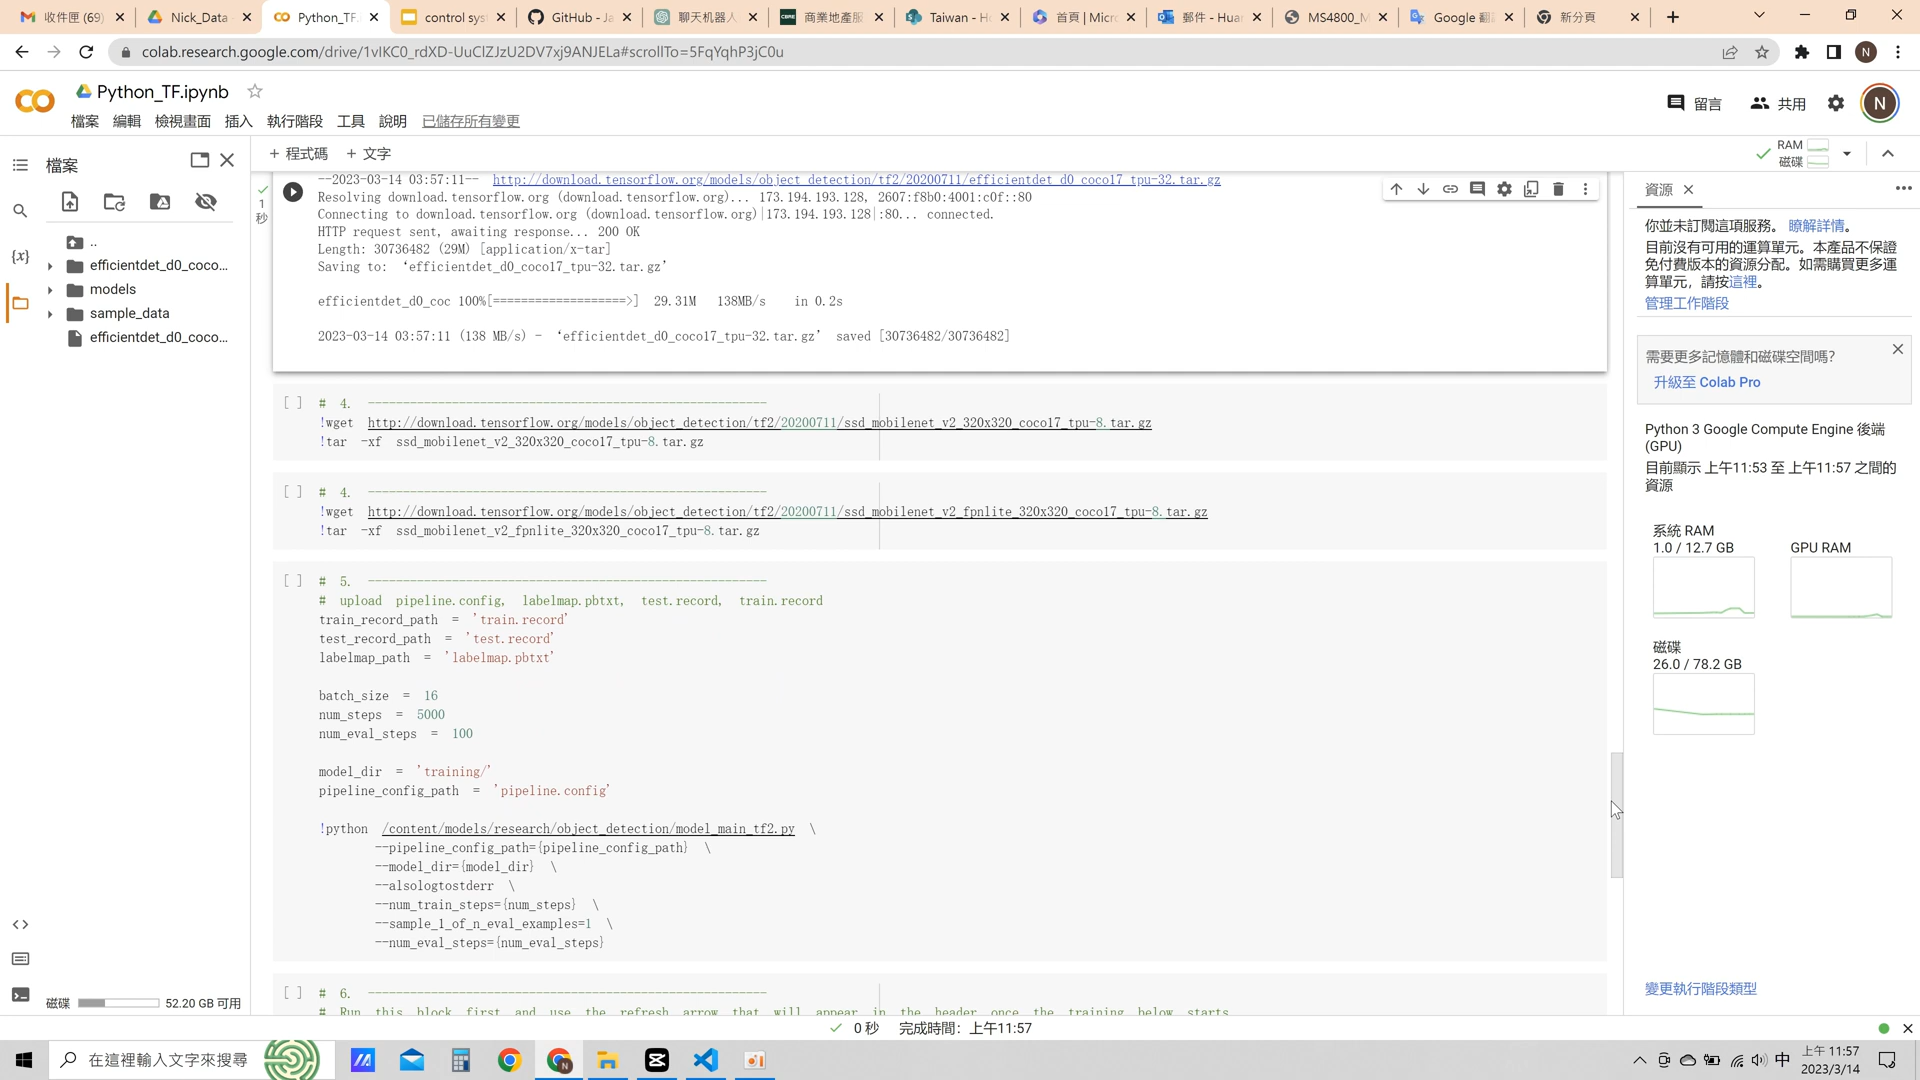 收件匣 (69)
Nick_Data -
Python_TF.
control sys
GitHub - Ja
聊天机器人
商業地產服
Taiwan - H
首頁 | Micr
郵件 - Hua
MS4800_M
Google 翻
新分頁
colab.research.google.com/drive/1vIKC0_rdXD-UuClZJzU2DV7xj9ANJELa#scrollTo=5FqYqhP3jC0u
N
Python_TF.ipynb
檔案 編輯 檢視畫面 插入 執行階段 工具 說明 已儲存所有變更
留言
共用
N
檔案
+ 程式碼 + 文字
RAM
磁碟
..
efficientdet_d0_coco...
models
sample_data
efficientdet_d0_coco...
磁碟 52.20 GB 可用
1
秒
--2023-03-14 03:57:11-- http://download.tensorflow.org/models/object_detection/tf2/20200711/efficientdet_d0_coco17_tpu-32.tar.gz
Resolving download.tensorflow.org (download.tensorflow.org)... 173.194.193.128, 2607:f8b0:4001:c0f::80
Connecting to download.tensorflow.org (download.tensorflow.org)|173.194.193.128|:80... connected.
HTTP request sent, awaiting response... 200 OK
Length: 30736482 (29M) [application/x-tar]
Saving to: ‘efficientdet_d0_coco17_tpu-32.tar.gz’
efficientdet_d0_coc 100%[===================>] 29.31M 138MB/s in 0.2s
2023-03-14 03:57:11 (138 MB/s) - ‘efficientdet_d0_coco17_tpu-32.tar.gz’ saved [30736482/30736482]
[ ] # 4. ---------------------------------------------------------
!wget http://download.tensorflow.org/models/object_detection/tf2/20200711/ssd_mobilenet_v2_320x320_coco17_tpu-8.tar.gz
!tar -xf ssd_mobilenet_v2_320x320_coco17_tpu-8.tar.gz
[ ] # 4. ---------------------------------------------------------
!wget http://download.tensorflow.org/models/object_detection/tf2/20200711/ssd_mobilenet_v2_fpnlite_320x320_coco17_tpu-8.tar.gz
!tar -xf ssd_mobilenet_v2_fpnlite_320x320_coco17_tpu-8.tar.gz
[ ] # 5. ---------------------------------------------------------
# upload pipeline.config, labelmap.pbtxt, test.record, train.record
train_record_path = 'train.record'
test_record_path = 'test.record'
labelmap_path = 'labelmap.pbtxt'
batch_size = 16
num_steps = 5000
num_eval_steps = 100
model_dir = 'training/'
pipeline_config_path = 'pipeline.config'
!python /content/models/research/object_detection/model_main_tf2.py \
--pipeline_config_path={pipeline_config_path} \
--model_dir={model_dir} \
--alsologtostderr \
--num_train_steps={num_steps} \
--sample_1_of_n_eval_examples=1 \
--num_eval_steps={num_eval_steps}
[ ] # 6. ---------------------------------------------------------
# Run this block first and use the refresh arrow that will appear in the header once the training below starts
資源
你並未訂閱這項服務。 瞭解詳情。
目前沒有可用的運算單元。本產品不保證
免付費版本的資源分配。如需購買更多運
算單元，請按這裡。
管理工作階段
需要更多記憶體和磁碟空間嗎？
升級至 Colab Pro
Python 3 Google Compute Engine 後端
(GPU)
目前顯示 上午11:53 至 上午11:57 之間的
資源
系統 RAM
1.0 / 12.7 GB
GPU RAM
磁碟
26.0 / 78.2 GB
變更執行階段類型
0 秒 完成時間：上午11:57
在這裡輸入文字來搜尋
中
上午 11:57
2023/3/14